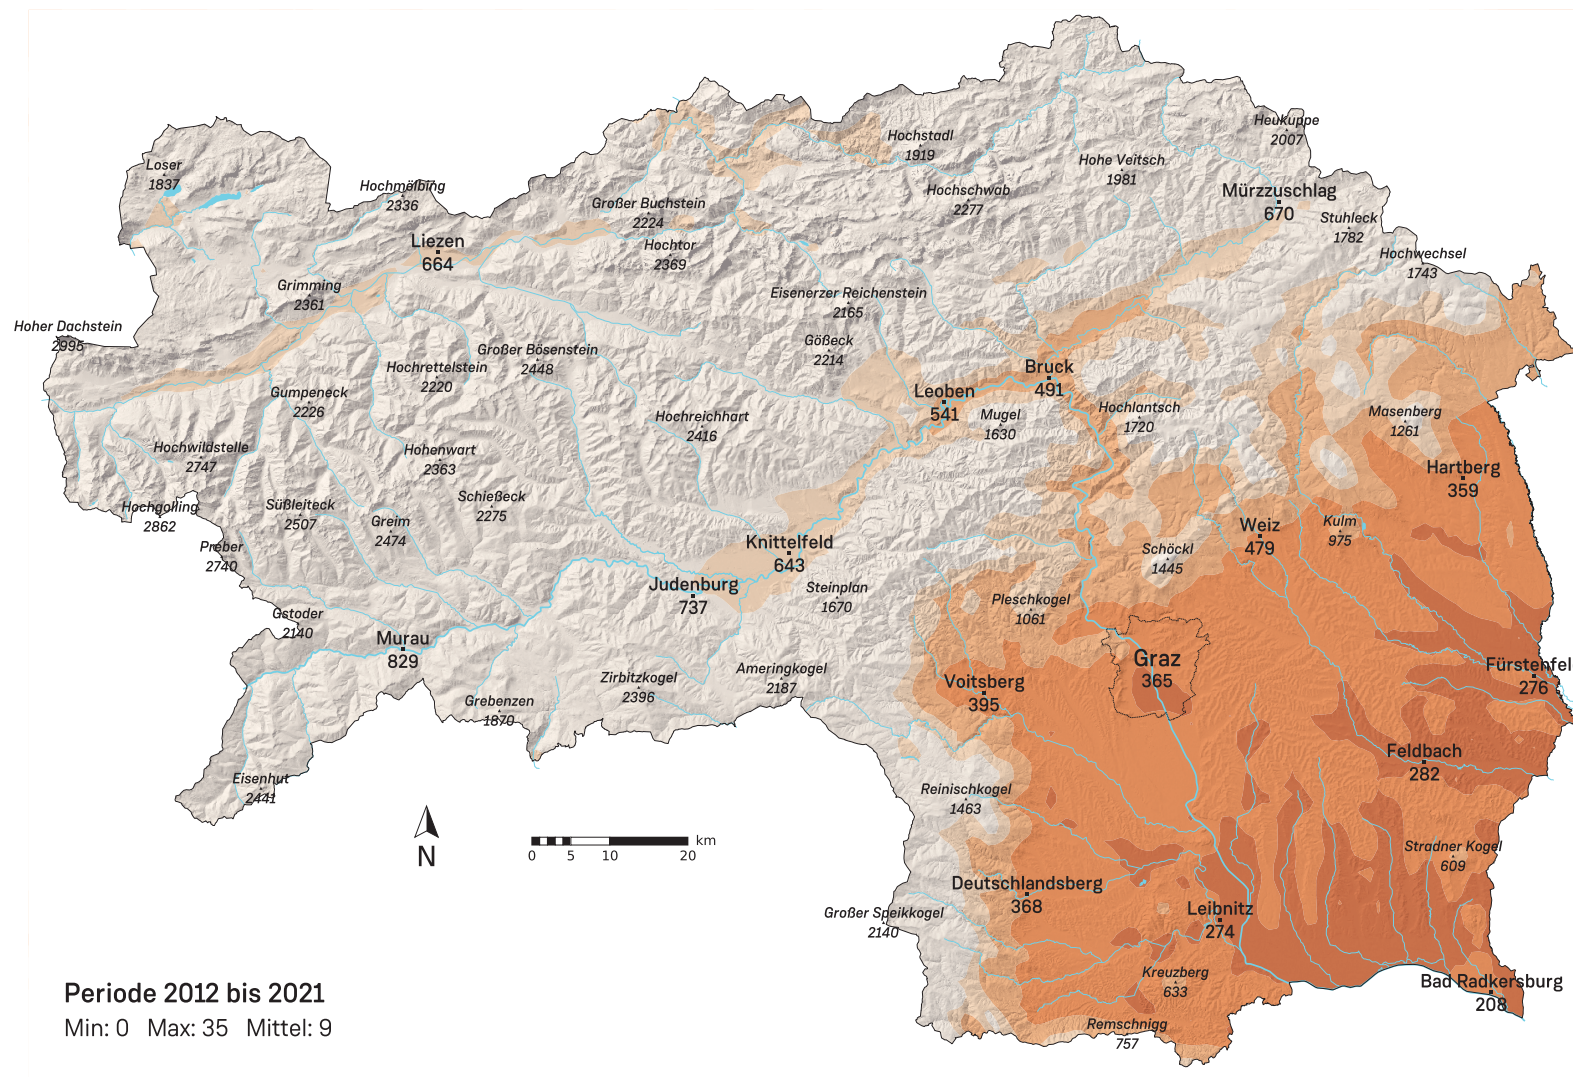 Heukuppe
2007
Hochstadl
1919
Loser
1837
Hohe Veitsch
1981
Hochmölbing
2336
Hochschwab
2277
Mürzzuschlag
670
Großer Buchstein
2224
Stuhleck
1782
Liezen
664
Hochtor
2369
Hochwechsel
1743
Grimming
2361
Eisenerzer Reichenstein
2165
Hoher Dachstein
2995
Gößeck
2214
Großer Bösenstein
2448
Hochrettelstein
2220
Bruck
491
Gumpeneck
2226
Leoben
541
Mugel
1630
Hochlantsch
1720
Masenberg
1261
Hochreichhart
2416
Hochwildstelle
2747
Hohenwart
2363
Hartberg
359
Hochgolling
2862
Süßleiteck
2507
Schießeck
2275
Greim
2474
Weiz
479
Kulm
975
Preber
2740
Knittelfeld
643
Schöckl
1445
Judenburg
737
Steinplan
1670
Pleschkogel
1061
Gstoder
2140
Murau
829
Graz
365
Fürstenfel
276
Zirbitzkogel
2396
Ameringkogel
2187
Voitsberg
395
Grebenzen
1870
Feldbach
282
Eisenhut
2441
Reinischkogel
1463
N
km
0 5 10 20
Stradner Kogel
609
Deutschlandsberg
368
Großer Speikkogel
2140
Leibnitz
274
Kreuzberg
633
Bad Radkersburg
208
Periode 2012 bis 2021
Min: 0 Max: 35 Mittel: 9
Remschnigg
757